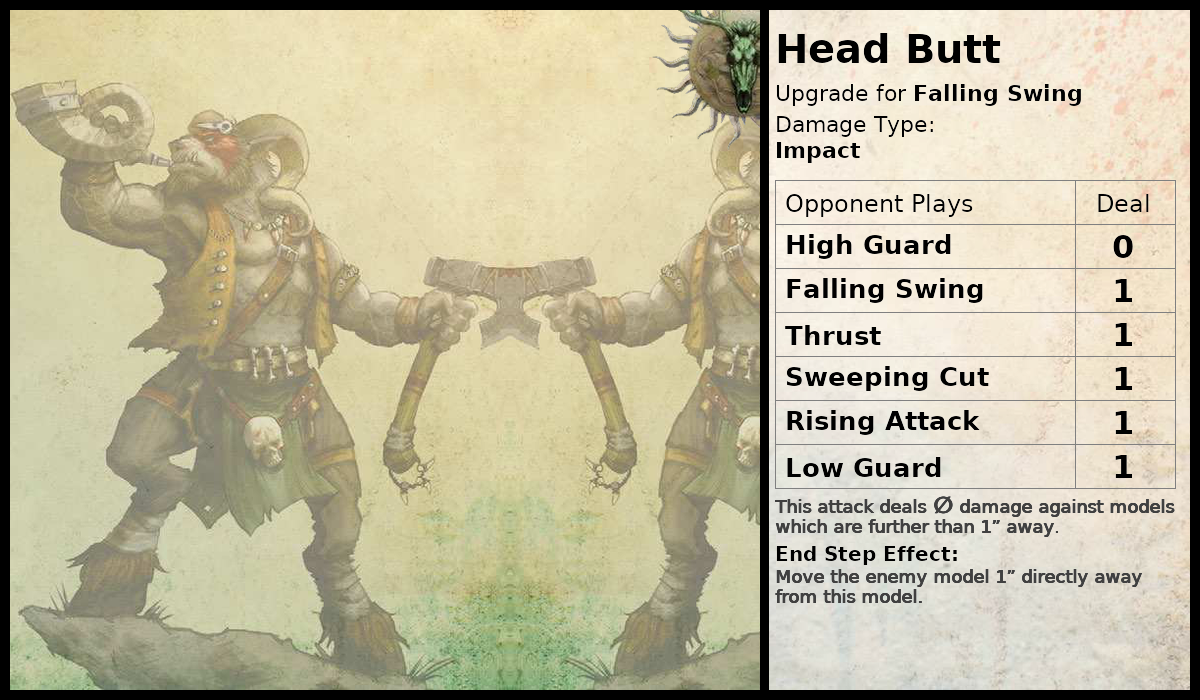 Head Butt
Upgrade for Falling Swing
Damage Type:
Impact
Opponent Plays Deal
High Guard 0
Falling Swing 1
Thrust 1
Sweeping Cut 1
Rising Attack 1
Low Guard 1
This attack deals Ø damage against models
which are further than 1” away.
End Step Effect:
Move the enemy model 1” directly away
from this model.